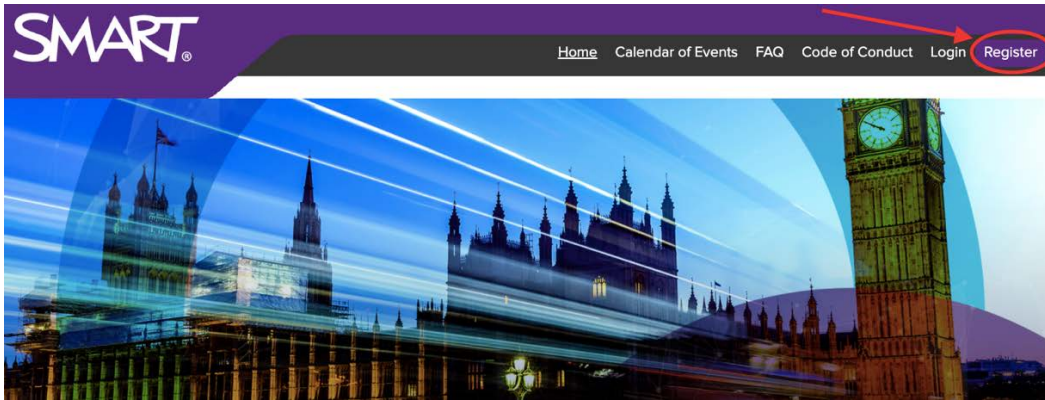 SMART®
Home Calendar of Events FAQ Code of Conduct Login Register